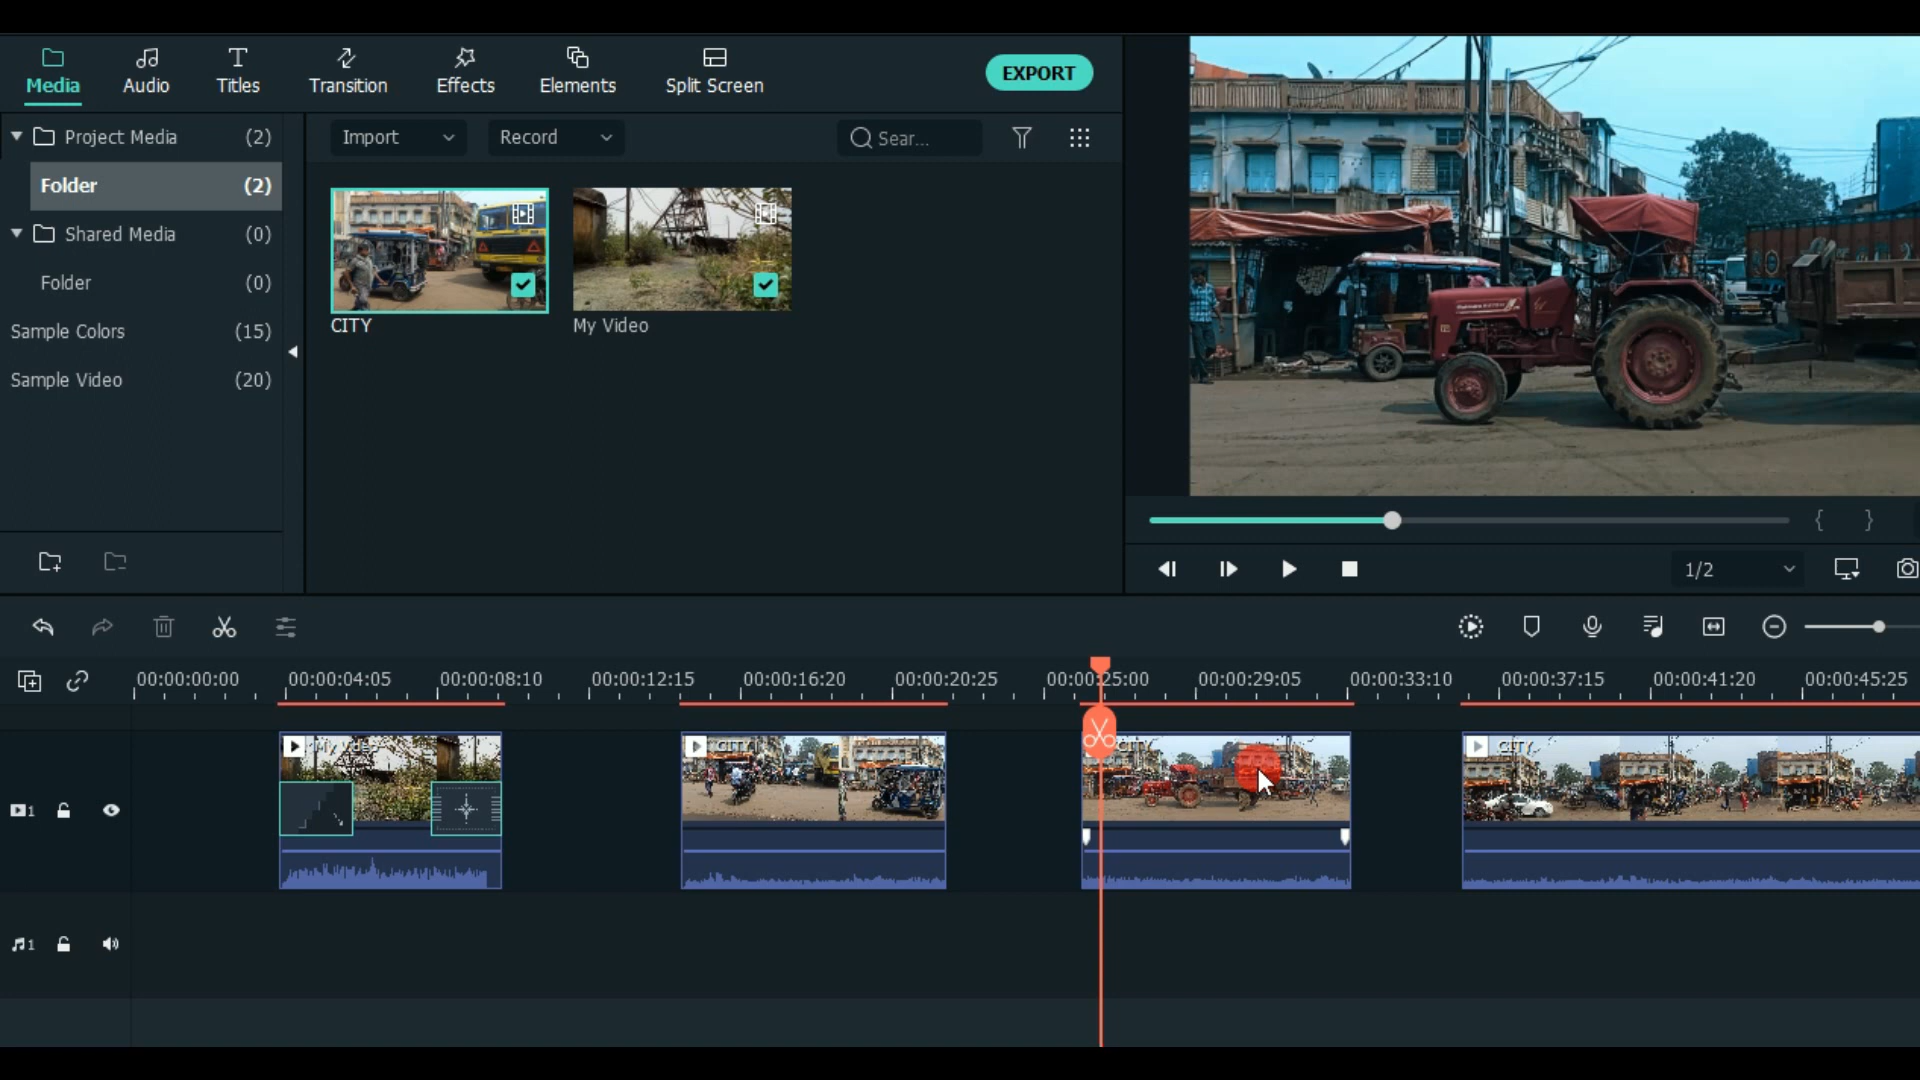 Media Audio Titles Transition Effects Elements Split Screen EXPORT
Project Media (2) Import Record Sear...
Folder (2)
Shared Media (0)
Folder (0)
CITY My Video
Sample Colors (15)
Sample Video (20)
1/2
00:00:00:00 00:00:04:05 00:00:08:10 00:00:12:15 00:00:16:20 00:00:20:25 00:00:25:00 00:00:29:05 00:00:33:10 00:00:37:15 00:00:41:20 00:00:45:25
My Video CITY CITY CITY
1
1